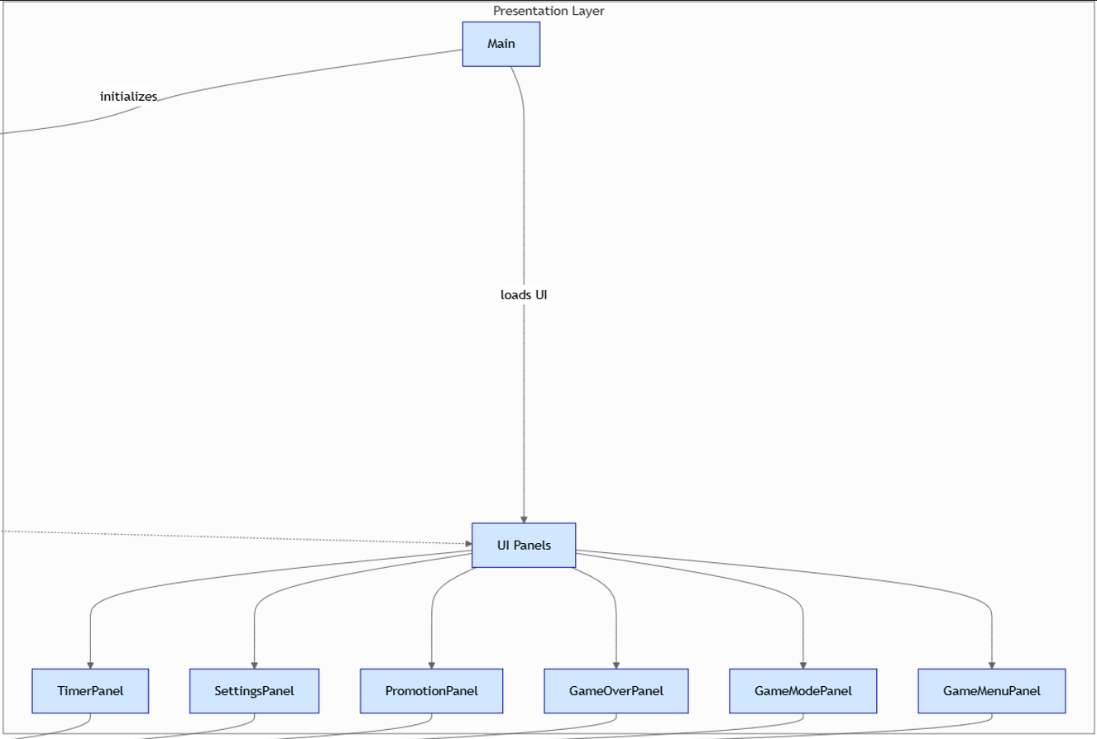 Presentation Layer
Main
initializes
loads UI
UI Panels
TimerPanel
SettingsPanel
PromotionPanel
GameOverPanel
GameModePanel
GameMenuPanel